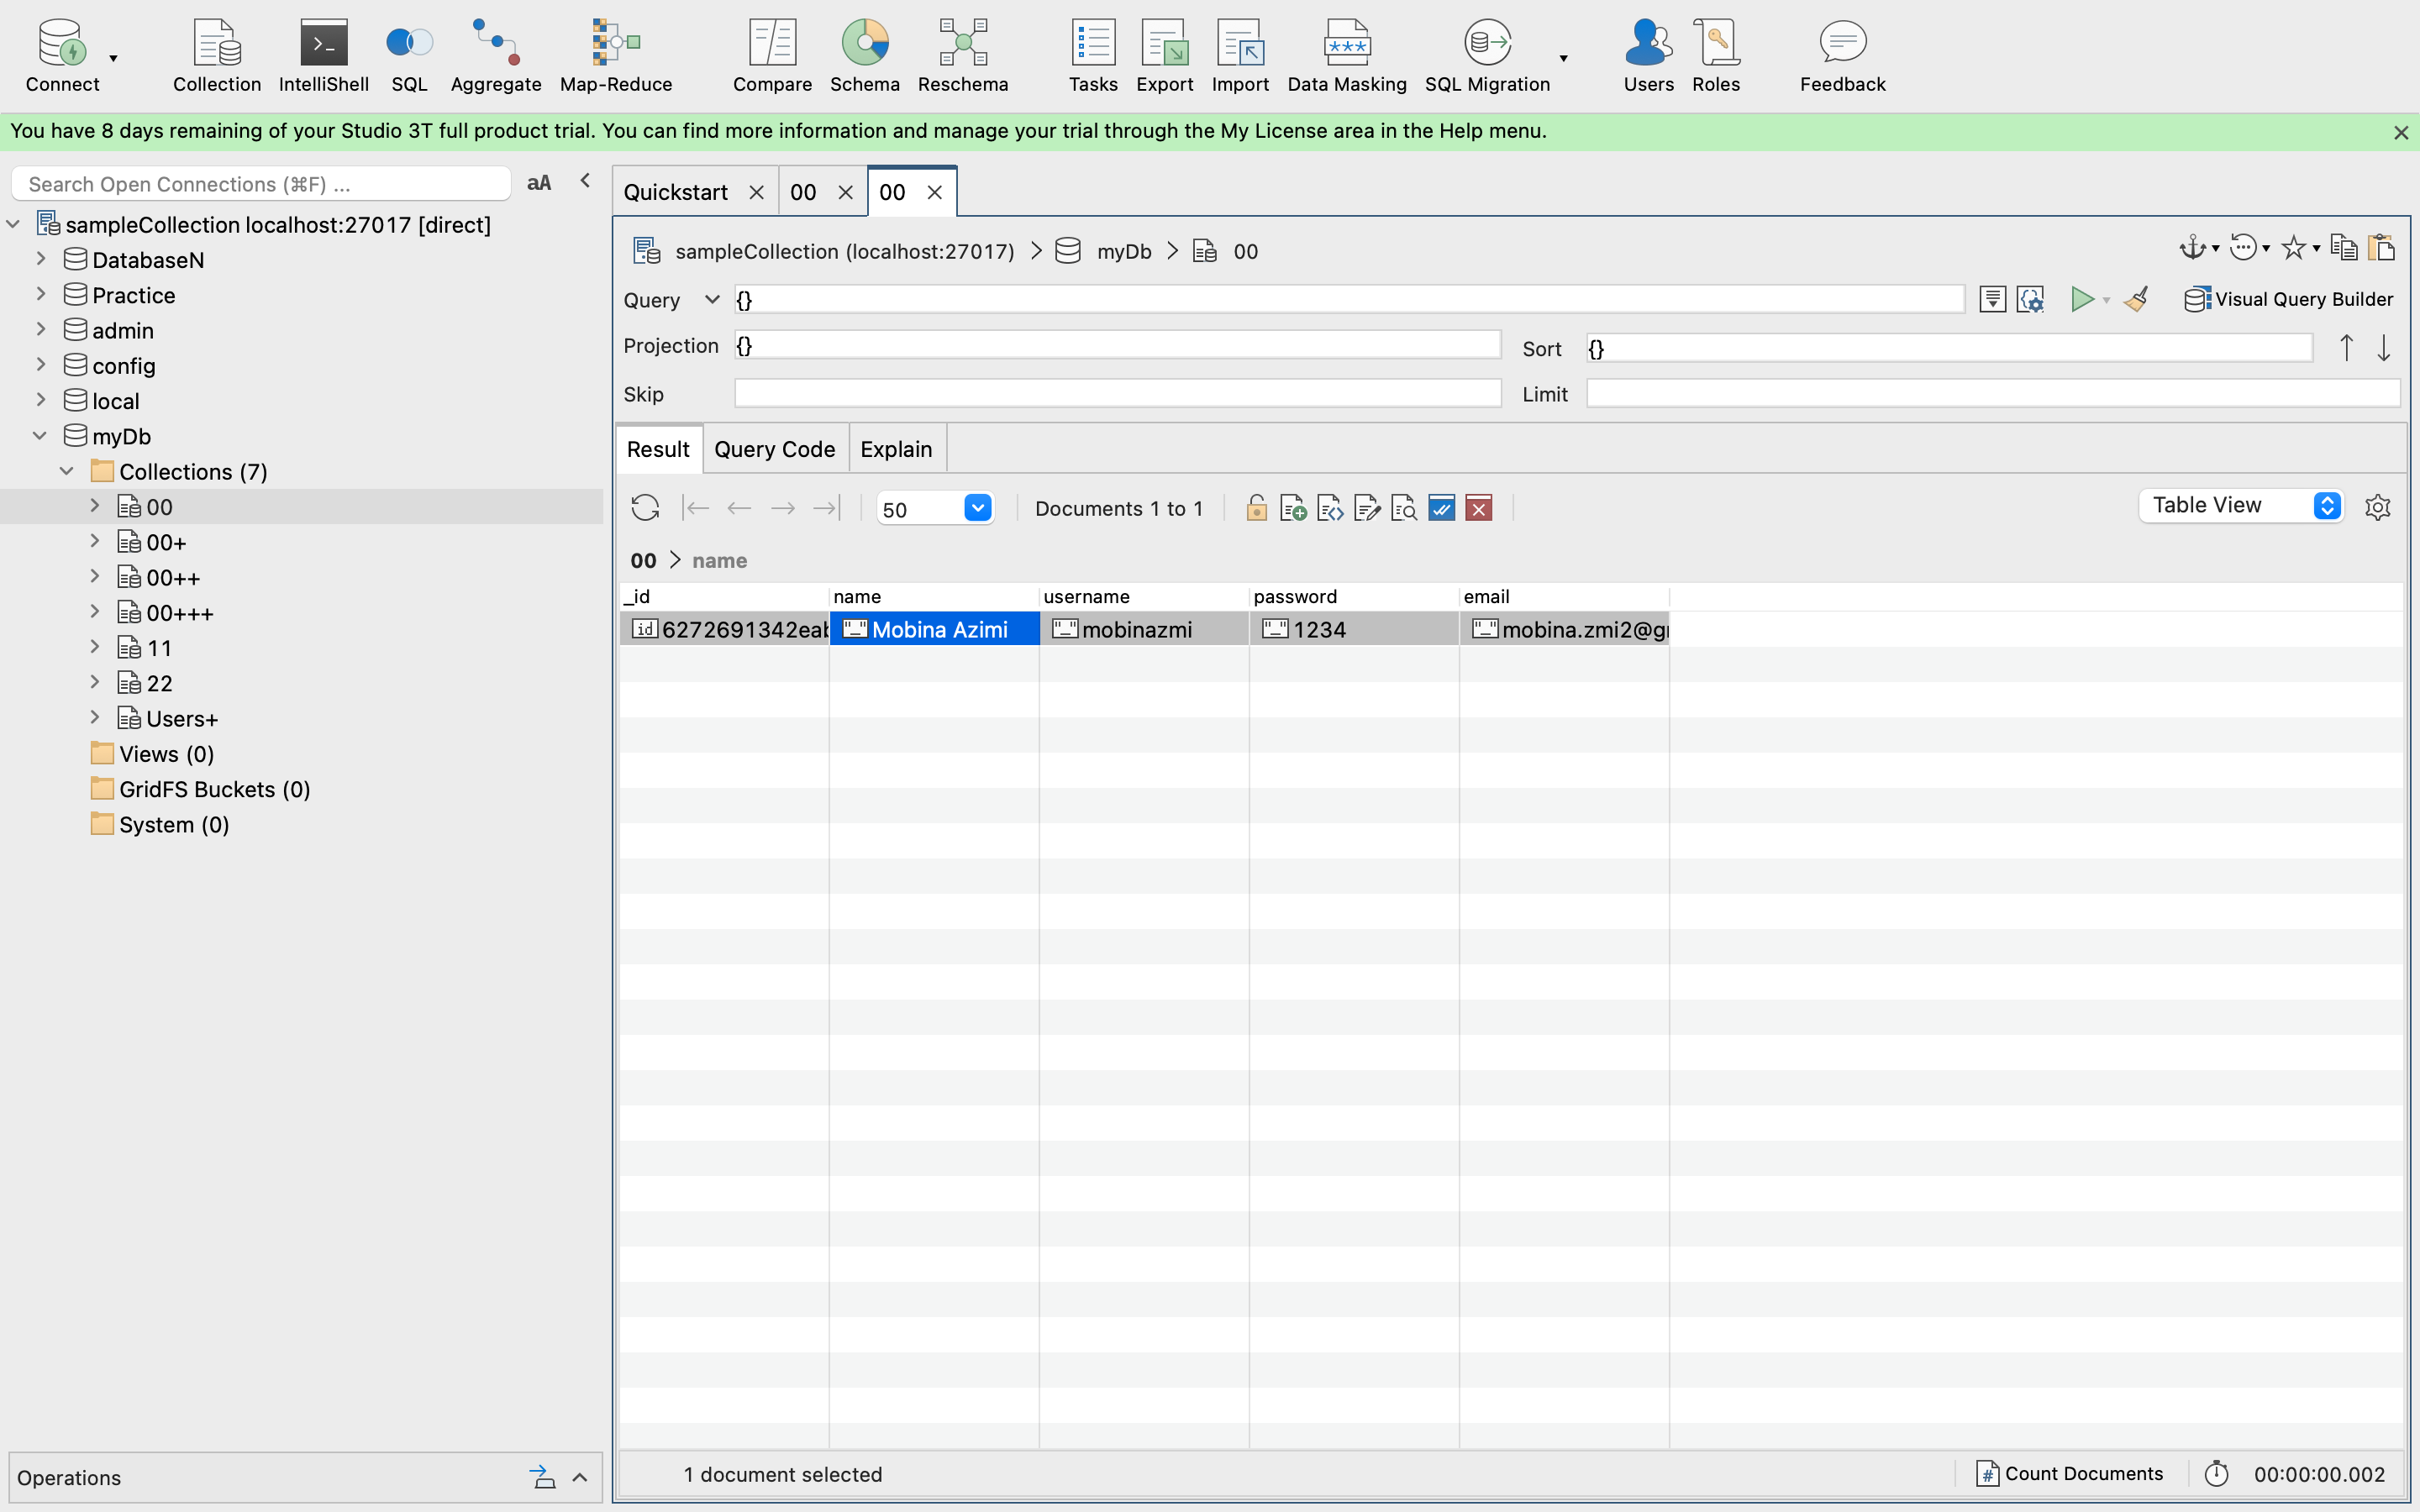 Connect
Collection
IntelliShell
SQL
Aggregate
Map-Reduce
Compare
Schema
Reschema
Tasks
Export
Import
Data Masking
SQL Migration
Users
Roles
Feedback
You have 8 days remaining of your Studio 3T full product trial. You can find more information and manage your trial through the My License area in the Help menu.
Search Open Connections (⌘F) ...
aA
sampleCollection localhost:27017 [direct]
DatabaseN
Practice
admin
config
local
myDb
Collections (7)
00
00+
00++
00+++
11
22
Users+
Views (0)
GridFS Buckets (0)
System (0)
Operations
Quickstart
00
00
sampleCollection (localhost:27017) > myDb > 00
Query {}
Visual Query Builder
Projection {}
Sort {}
Skip
Limit
Result
Query Code
Explain
50
Documents 1 to 1
Table View
00 > name
_id name username password email
id 6272691342eab Mobina Azimi mobinazmi 1234 mobina.zmi2@g
1 document selected
# Count Documents
00:00:00.002